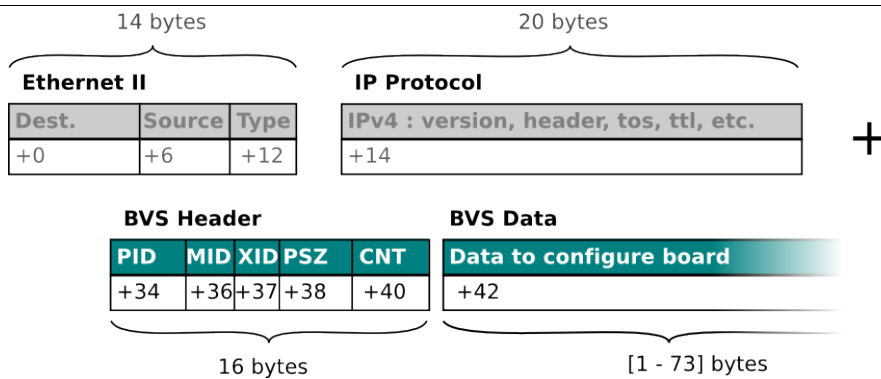 14 bytes
20 bytes
Ethernet II
IP Protocol
Dest. Source Type
IPv4 : version, header, tos, ttl, etc.
+0 +6 +12
+14
+
BVS Header
BVS Data
PID MID XID PSZ CNT
Data to configure board
+34 +36 +37 +38 +40
+42
16 bytes
[1 - 73] bytes